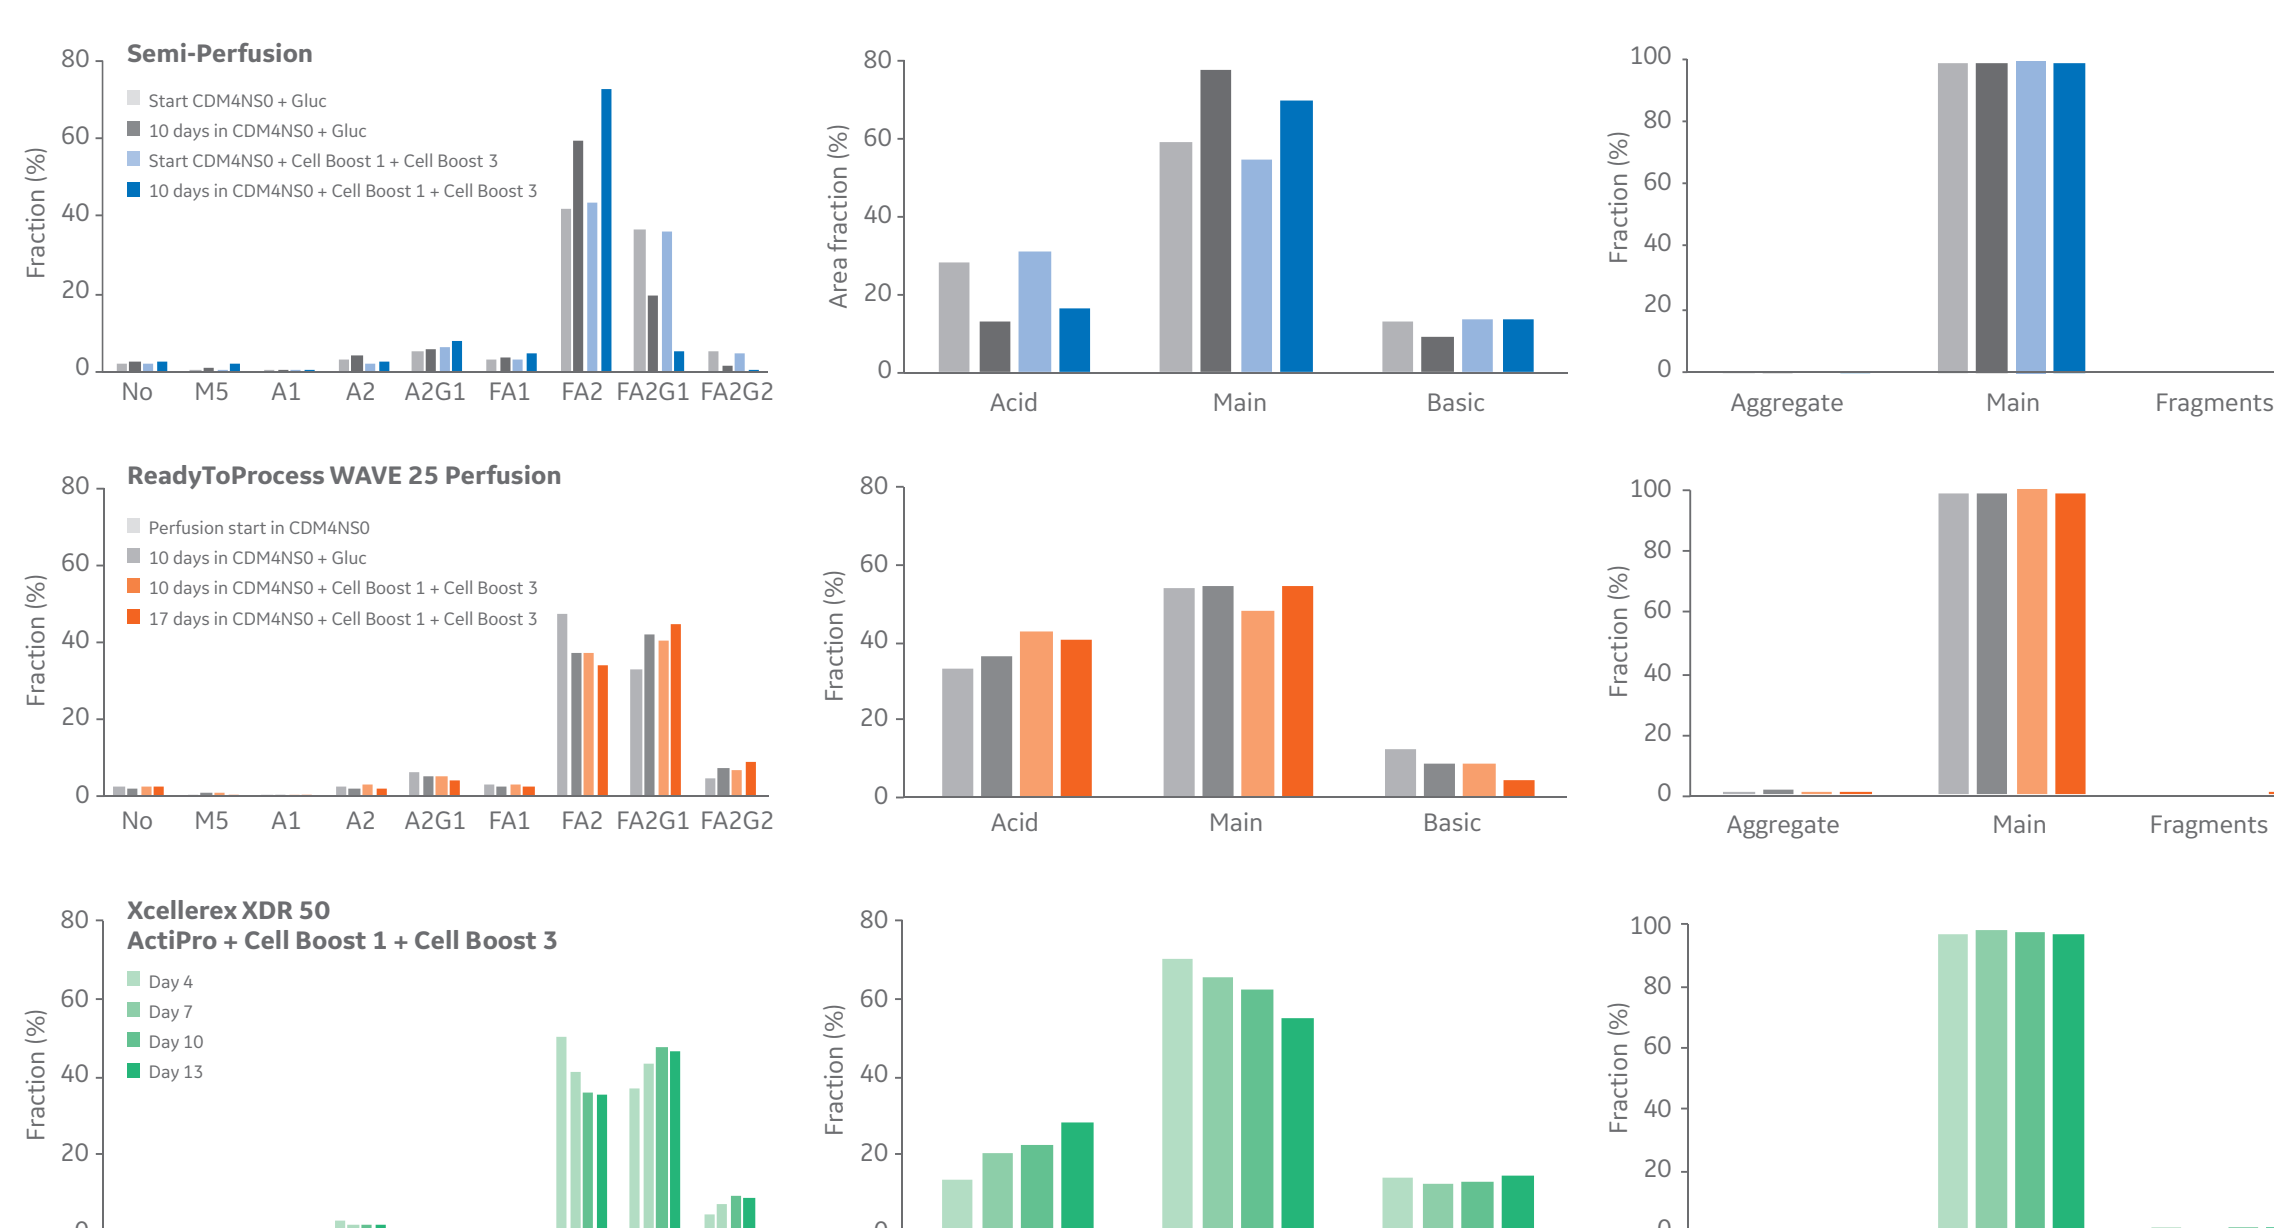 Semi-Perfusion
Start CDM4NS0 + Gluc
10 days in CDM4NS0 + Gluc
Start CDM4NS0 + Cell Boost 1 + Cell Boost 3
10 days in CDM4NS0 + Cell Boost 1 + Cell Boost 3
Fraction (%)
80
60
40
20
0
No M5 A1 A2 A2G1 FA1 FA2 FA2G1 FA2G2
Area fraction (%)
80
60
40
20
0
Acid Main Basic
Fraction (%)
100
80
60
40
20
0
Aggregate Main Fragments
ReadyToProcess WAVE 25 Perfusion
Perfusion start in CDM4NS0
10 days in CDM4NS0 + Gluc
10 days in CDM4NS0 + Cell Boost 1 + Cell Boost 3
17 days in CDM4NS0 + Cell Boost 1 + Cell Boost 3
Fraction (%)
80
60
40
20
0
No M5 A1 A2 A2G1 FA1 FA2 FA2G1 FA2G2
Fraction (%)
80
60
40
20
0
Acid Main Basic
Fraction (%)
100
80
60
40
20
0
Aggregate Main Fragments
Xcellerex XDR 50
ActiPro + Cell Boost 1 + Cell Boost 3
Day 4
Day 7
Day 10
Day 13
Fraction (%)
80
60
40
20
0
Fraction (%)
80
60
40
20
0
Fraction (%)
100
80
60
40
20
0